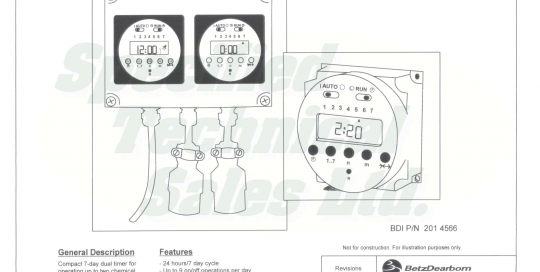 I AUTO O ⊗ RUN ⏲
1 2 3 4 5 6 7
12:00
I AUTO O ⊗ RUN ⏲
1 2 3 4 5 6 7
0:00
I AUTO O
RUN
1 2 3 4 5 6 7
2:20
1..7 h m
Specified
Technical
Sales Ltd.
BDI P/N 201 4566
Not for construction. For illustration purposes only.
General Description
Compact 7-day dual timer for
operating up to two chemical
Features
- 24 hours/7 day cycle
- Up to 9 on/off operations per day
Revisions
BetzDearborn